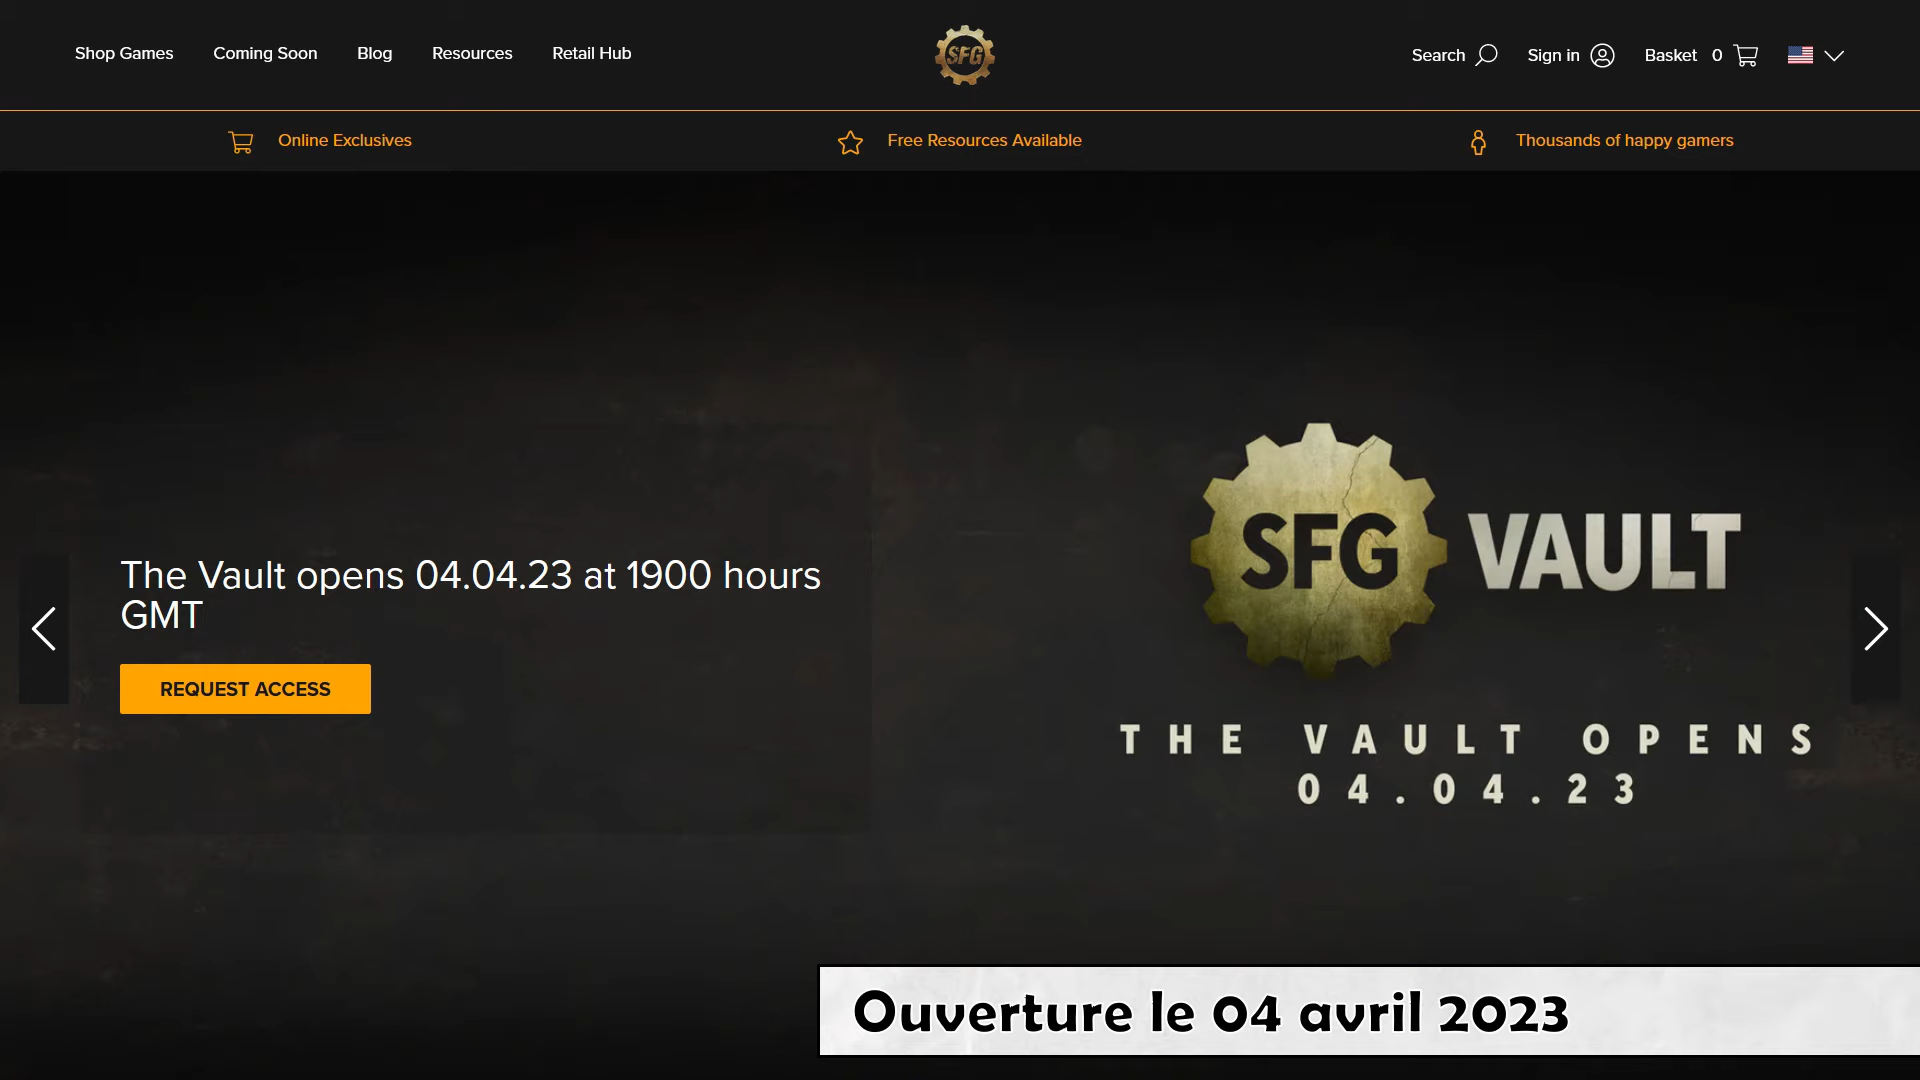 Shop Games
Coming Soon
Blog
Resources
Retail Hub
SFG
Search
Sign in
Basket 0
Online Exclusives
Free Resources Available
Thousands of happy gamers
The Vault opens 04.04.23 at 1900 hours
GMT
REQUEST ACCESS
SFG VAULT
THE VAULT OPENS
04.04.23
Ouverture le 04 avril 2023